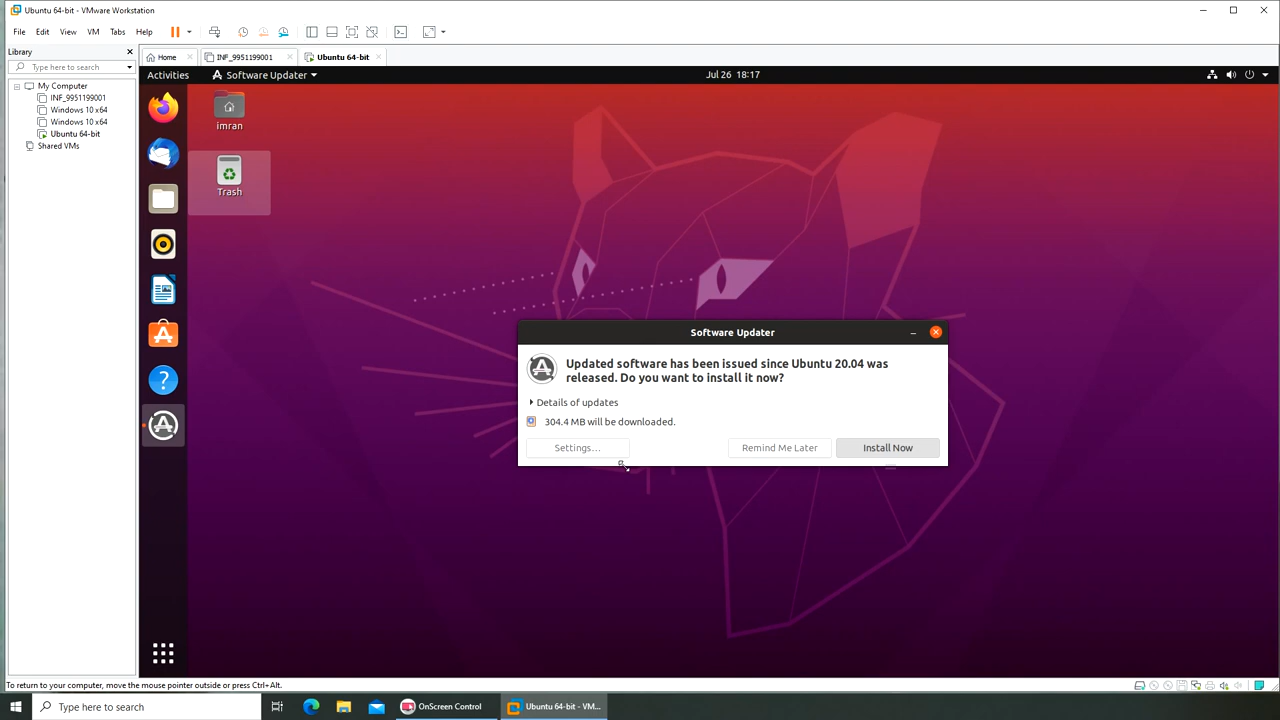 Ubuntu 64-bit - VMware Workstation
File Edit View VM Tabs Help
Library
Type here to search
My Computer
INF_9951199001
Windows 10 x64
Windows 10 x64
Ubuntu 64-bit
Shared VMs
Home INF_9951199001 Ubuntu 64-bit
Activities Software Updater Jul 26 18:17
imran
Trash
Software Updater
Updated software has been issued since Ubuntu 20.04 was
released. Do you want to install it now?
Details of updates
304.4 MB will be downloaded.
Settings… Remind Me Later Install Now
To return to your computer, move the mouse pointer outside or press Ctrl+Alt.
Type here to search OnScreen Control Ubuntu 64-bit - VM...